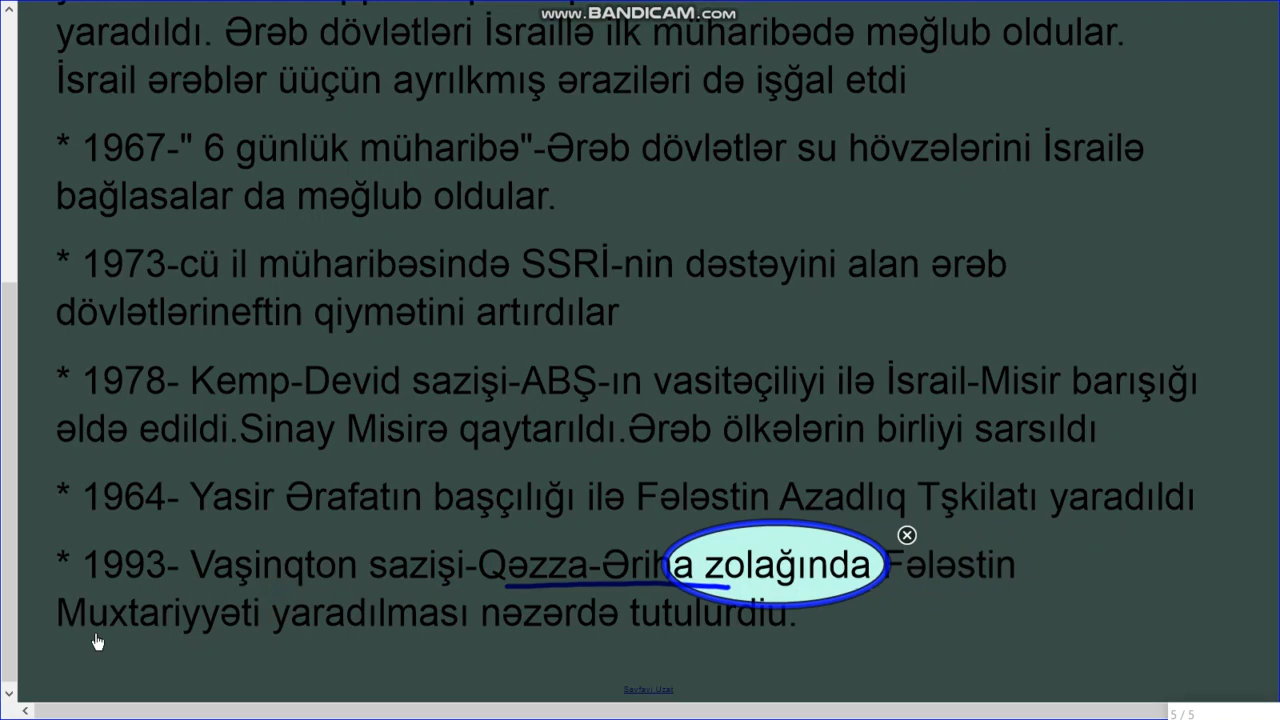 www.BANDICAM.com
yaradıldı. Ərəb dövlətləri İsraillə ilk müharibədə məğlub oldular.
İsrail ərəblər üüçün ayrılkmış əraziləri də işğal etdi
* 1967-" 6 günlük müharibə"-Ərəb dövlətlər su hövzələrini İsrailə
bağlasalar da məğlub oldular.
* 1973-cü il müharibəsində SSRİ-nin dəstəyini alan ərəb
dövlətlərineftin qiymətini artırdılar
* 1978- Kemp-Devid sazişi-ABŞ-ın vasitəçiliyi ilə İsrail-Misir barışığı
əldə edildi.Sinay Misirə qaytarıldı.Ərəb ölkələrin birliyi sarsıldı
* 1964- Yasir Ərafatın başçılığı ilə Fələstin Azadlıq Tşkilatı yaradıldı
* 1993- Vaşinqton sazişi-Qəzza-Əriha zolağında Fələstin
Muxtariyyəti yaradılması nəzərdə tutulurdiu.
Səhifəni Uzat
5 / 5